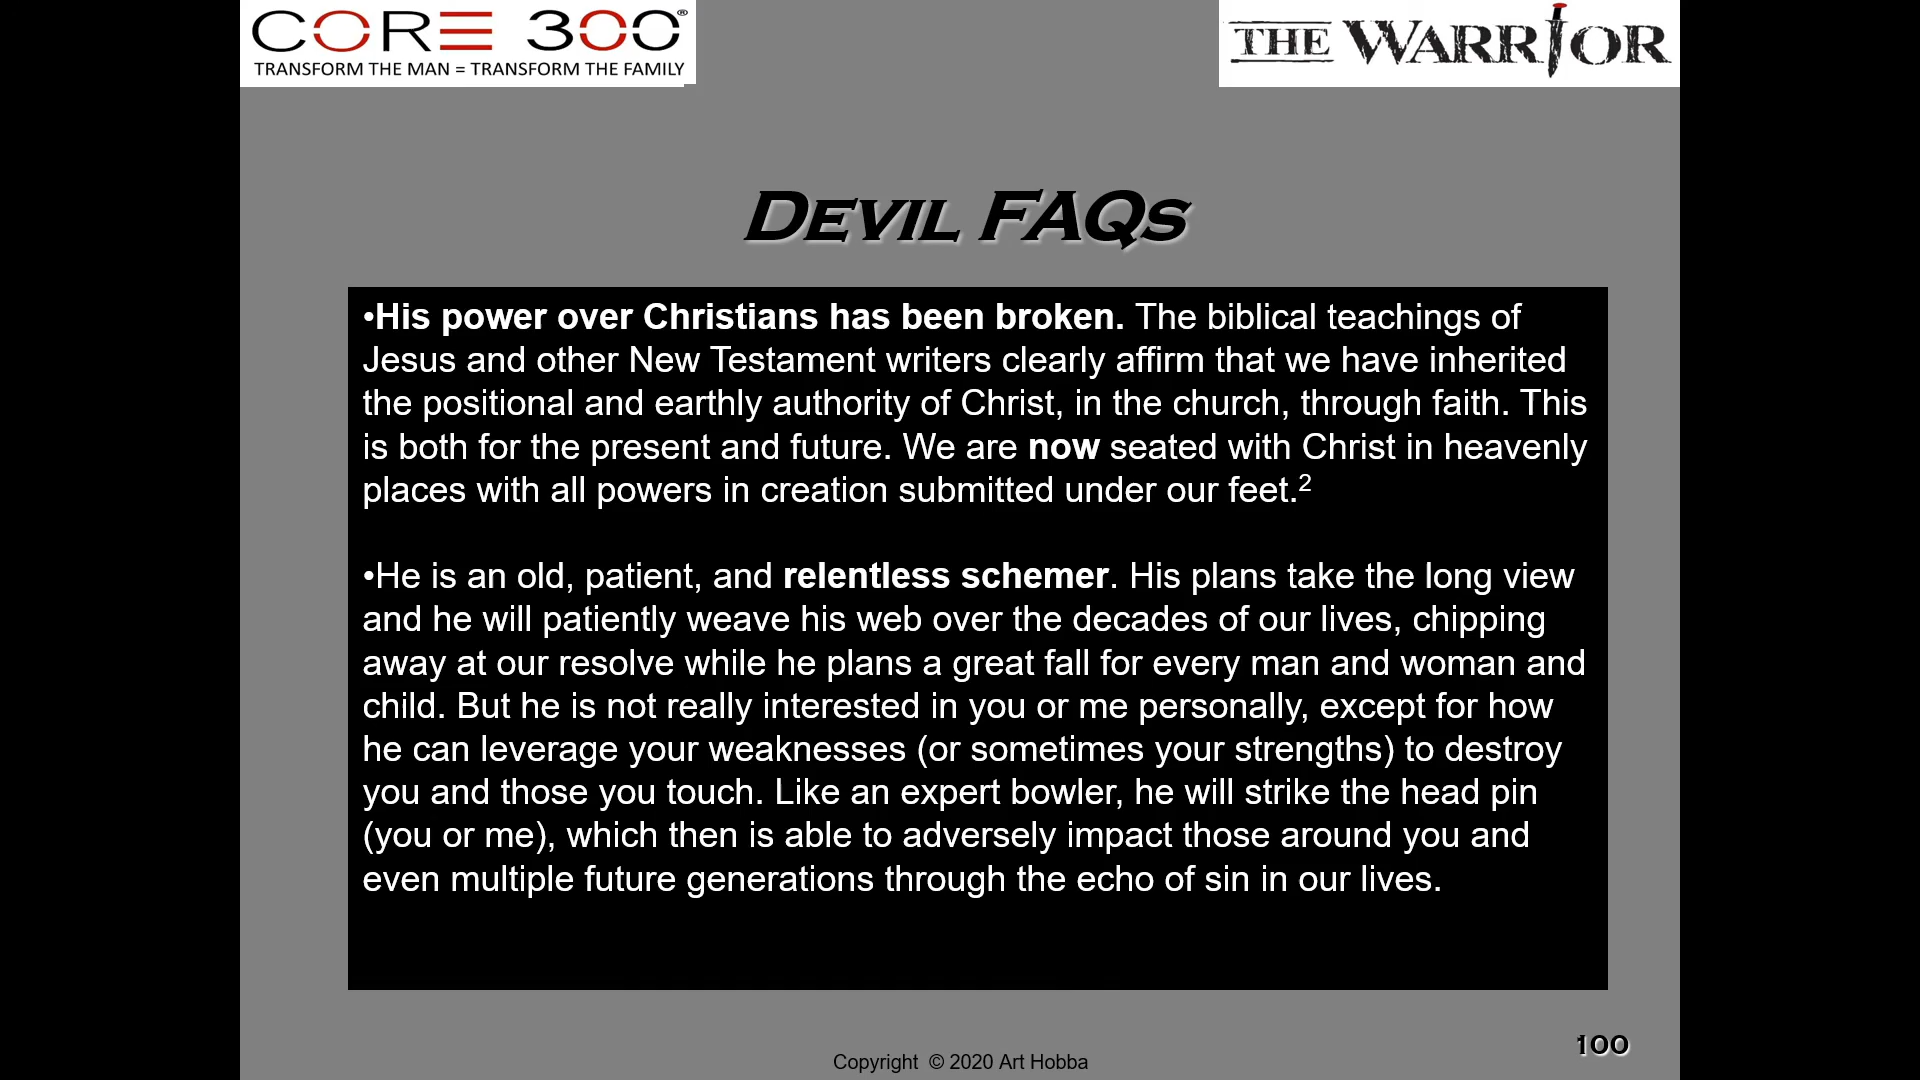 CORE 300®
TRANSFORM THE MAN = TRANSFORM THE FAMILY
THE WARRIOR
DEVIL FAQS
•His power over Christians has been broken. The biblical teachings of
Jesus and other New Testament writers clearly affirm that we have inherited
the positional and earthly authority of Christ, in the church, through faith. This
is both for the present and future. We are now seated with Christ in heavenly
places with all powers in creation submitted under our feet.²
•He is an old, patient, and relentless schemer. His plans take the long view
and he will patiently weave his web over the decades of our lives, chipping
away at our resolve while he plans a great fall for every man and woman and
child. But he is not really interested in you or me personally, except for how
he can leverage your weaknesses (or sometimes your strengths) to destroy
you and those you touch. Like an expert bowler, he will strike the head pin
(you or me), which then is able to adversely impact those around you and
even multiple future generations through the echo of sin in our lives.
100
Copyright © 2020 Art Hobba